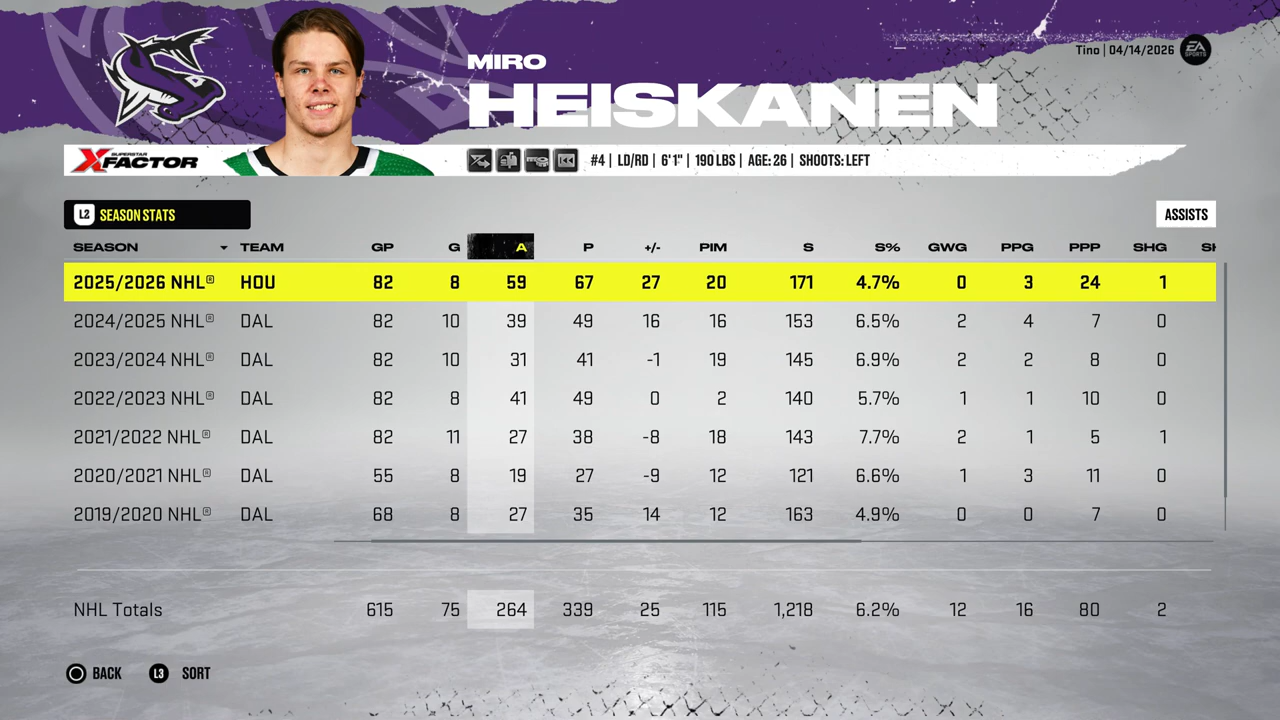 MIRO
Tino | 04/14/2026
EA SPORTS
HEISKANEN
SUPERSTAR X FACTOR
#4 | LD/RD | 6'1" | 190 LBS | AGE: 26 | SHOOTS: LEFT
L2 SEASON STATS
ASSISTS
SEASON TEAM GP G A P +/- PIM S S% GWG PPG PPP SHG
2025/2026 NHL® HOU 82 8 59 67 27 20 171 4.7% 0 3 24 1
2024/2025 NHL® DAL 82 10 39 49 16 16 153 6.5% 2 4 7 0
2023/2024 NHL® DAL 82 10 31 41 -1 19 145 6.9% 2 2 8 0
2022/2023 NHL® DAL 82 8 41 49 0 2 140 5.7% 1 1 10 0
2021/2022 NHL® DAL 82 11 27 38 -8 18 143 7.7% 2 1 5 1
2020/2021 NHL® DAL 55 8 19 27 -9 12 121 6.6% 1 3 11 0
2019/2020 NHL® DAL 68 8 27 35 14 12 163 4.9% 0 0 7 0
NHL Totals 615 75 264 339 25 115 1,218 6.2% 12 16 80 2
BACK L3 SORT